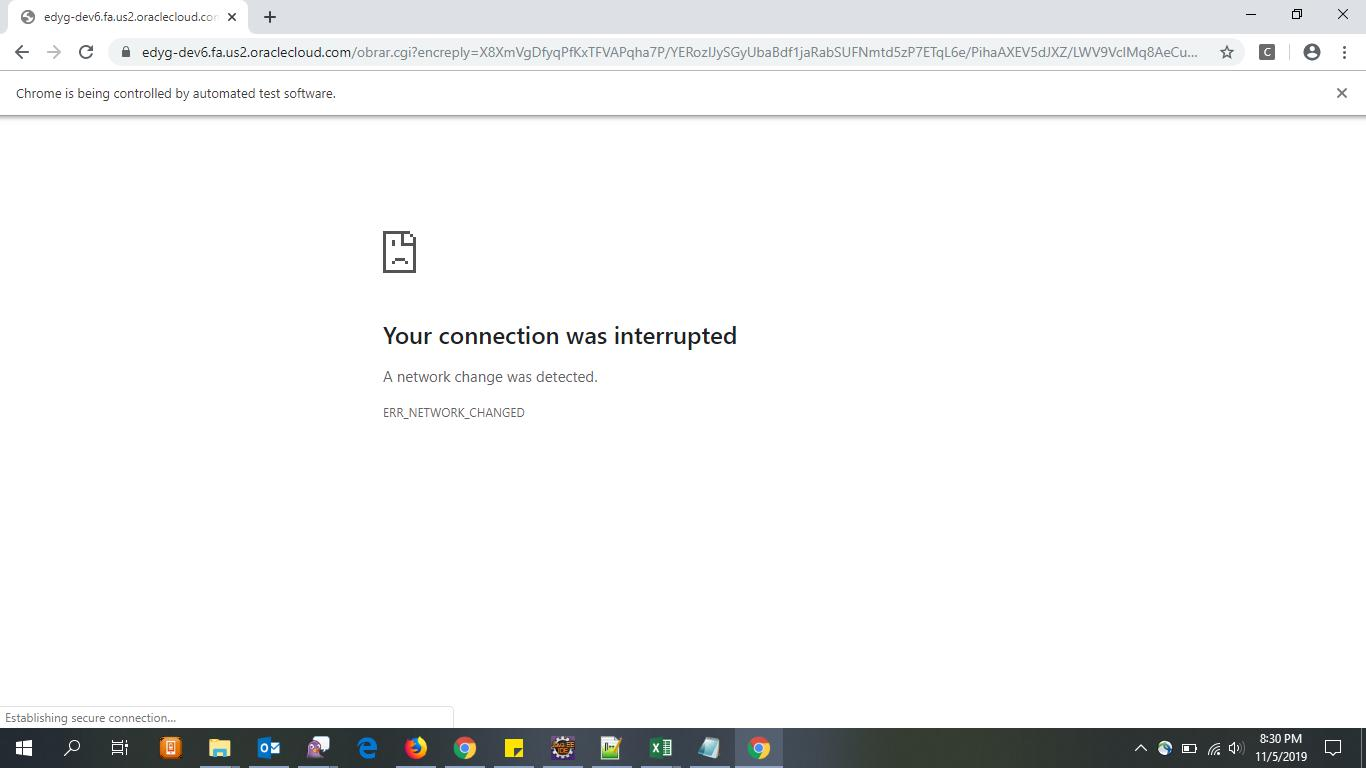 edyg-dev6.fa.us2.oraclecloud.con
edyg-dev6.fa.us2.oraclecloud.com/obrar.cgi?encreply=X8XmVgDfyqPfKxTFVAPqha7P/YERozIJySGyUbaBdf1jaRabSUFNmtd5zP7ETqL6e/PihaAXEV5dJXZ/LWV9VclMq8AeCu...
C
Chrome is being controlled by automated test software.
Your connection was interrupted
A network change was detected.
ERR_NETWORK_CHANGED
Establishing secure connection...
8:30 PM
11/5/2019